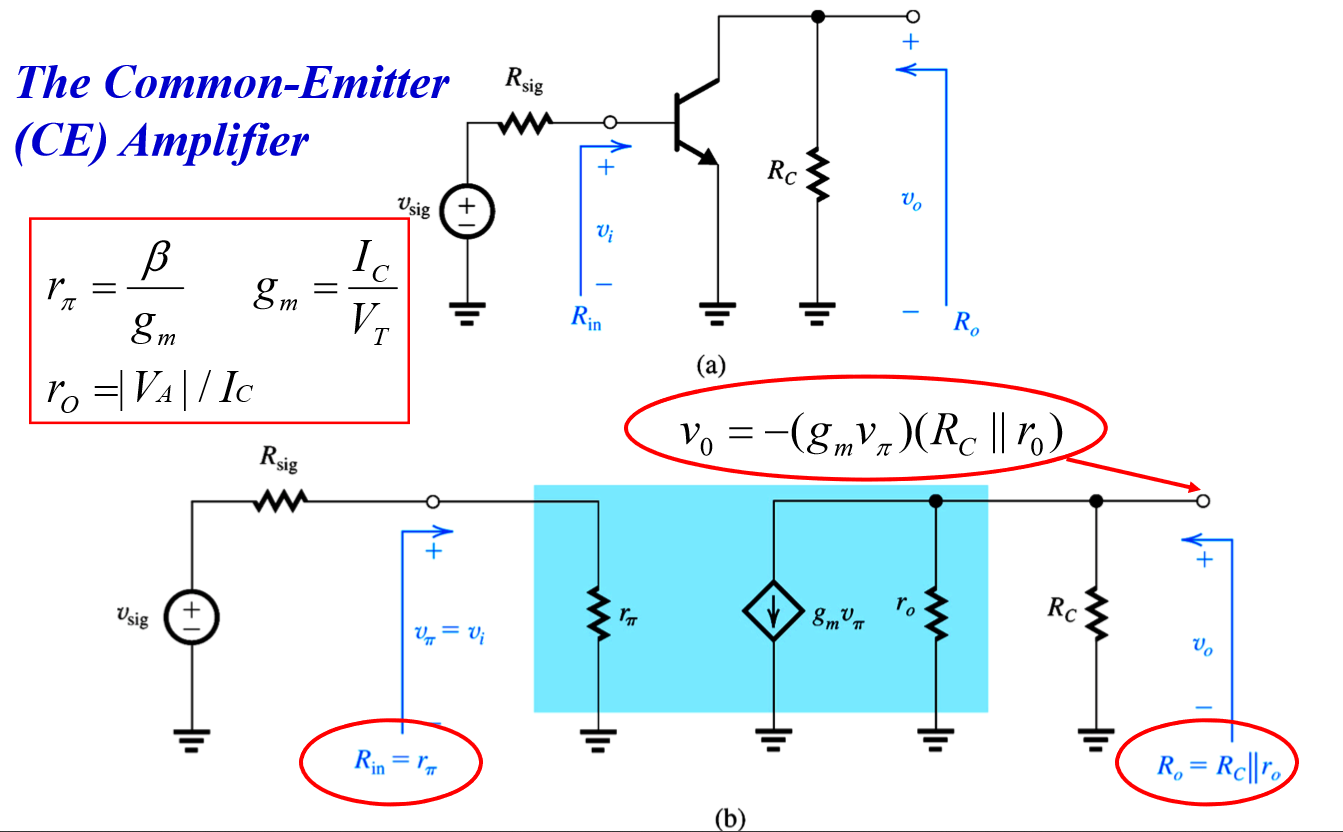 The Common-Emitter
(CE) Amplifier
R_sig
v_sig
+
−
+
v_i
−
R_in
R_C
+
v_o
−
R_o
(a)
r_π = β / g_m    g_m = I_C / V_T
r_O = |V_A| / I_C
v_0 = −(g_m v_π)(R_C || r_0)
R_sig
v_sig
+
−
+
v_π = v_i
−
R_in = r_π
r_π
g_m v_π
r_o
R_C
+
v_o
−
R_o = R_C || r_o
(b)